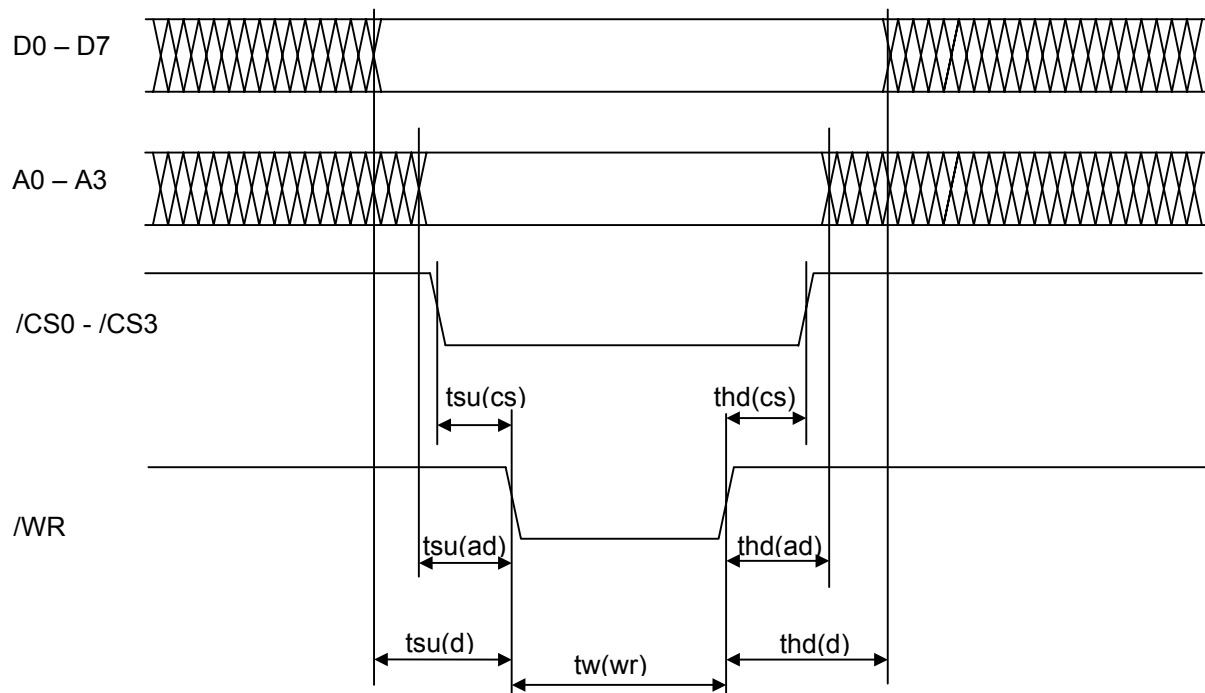 D0 – D7
A0 – A3
/CS0 - /CS3
tsu(cs)
thd(cs)
/WR
tsu(ad)
thd(ad)
tsu(d)
tw(wr)
thd(d)